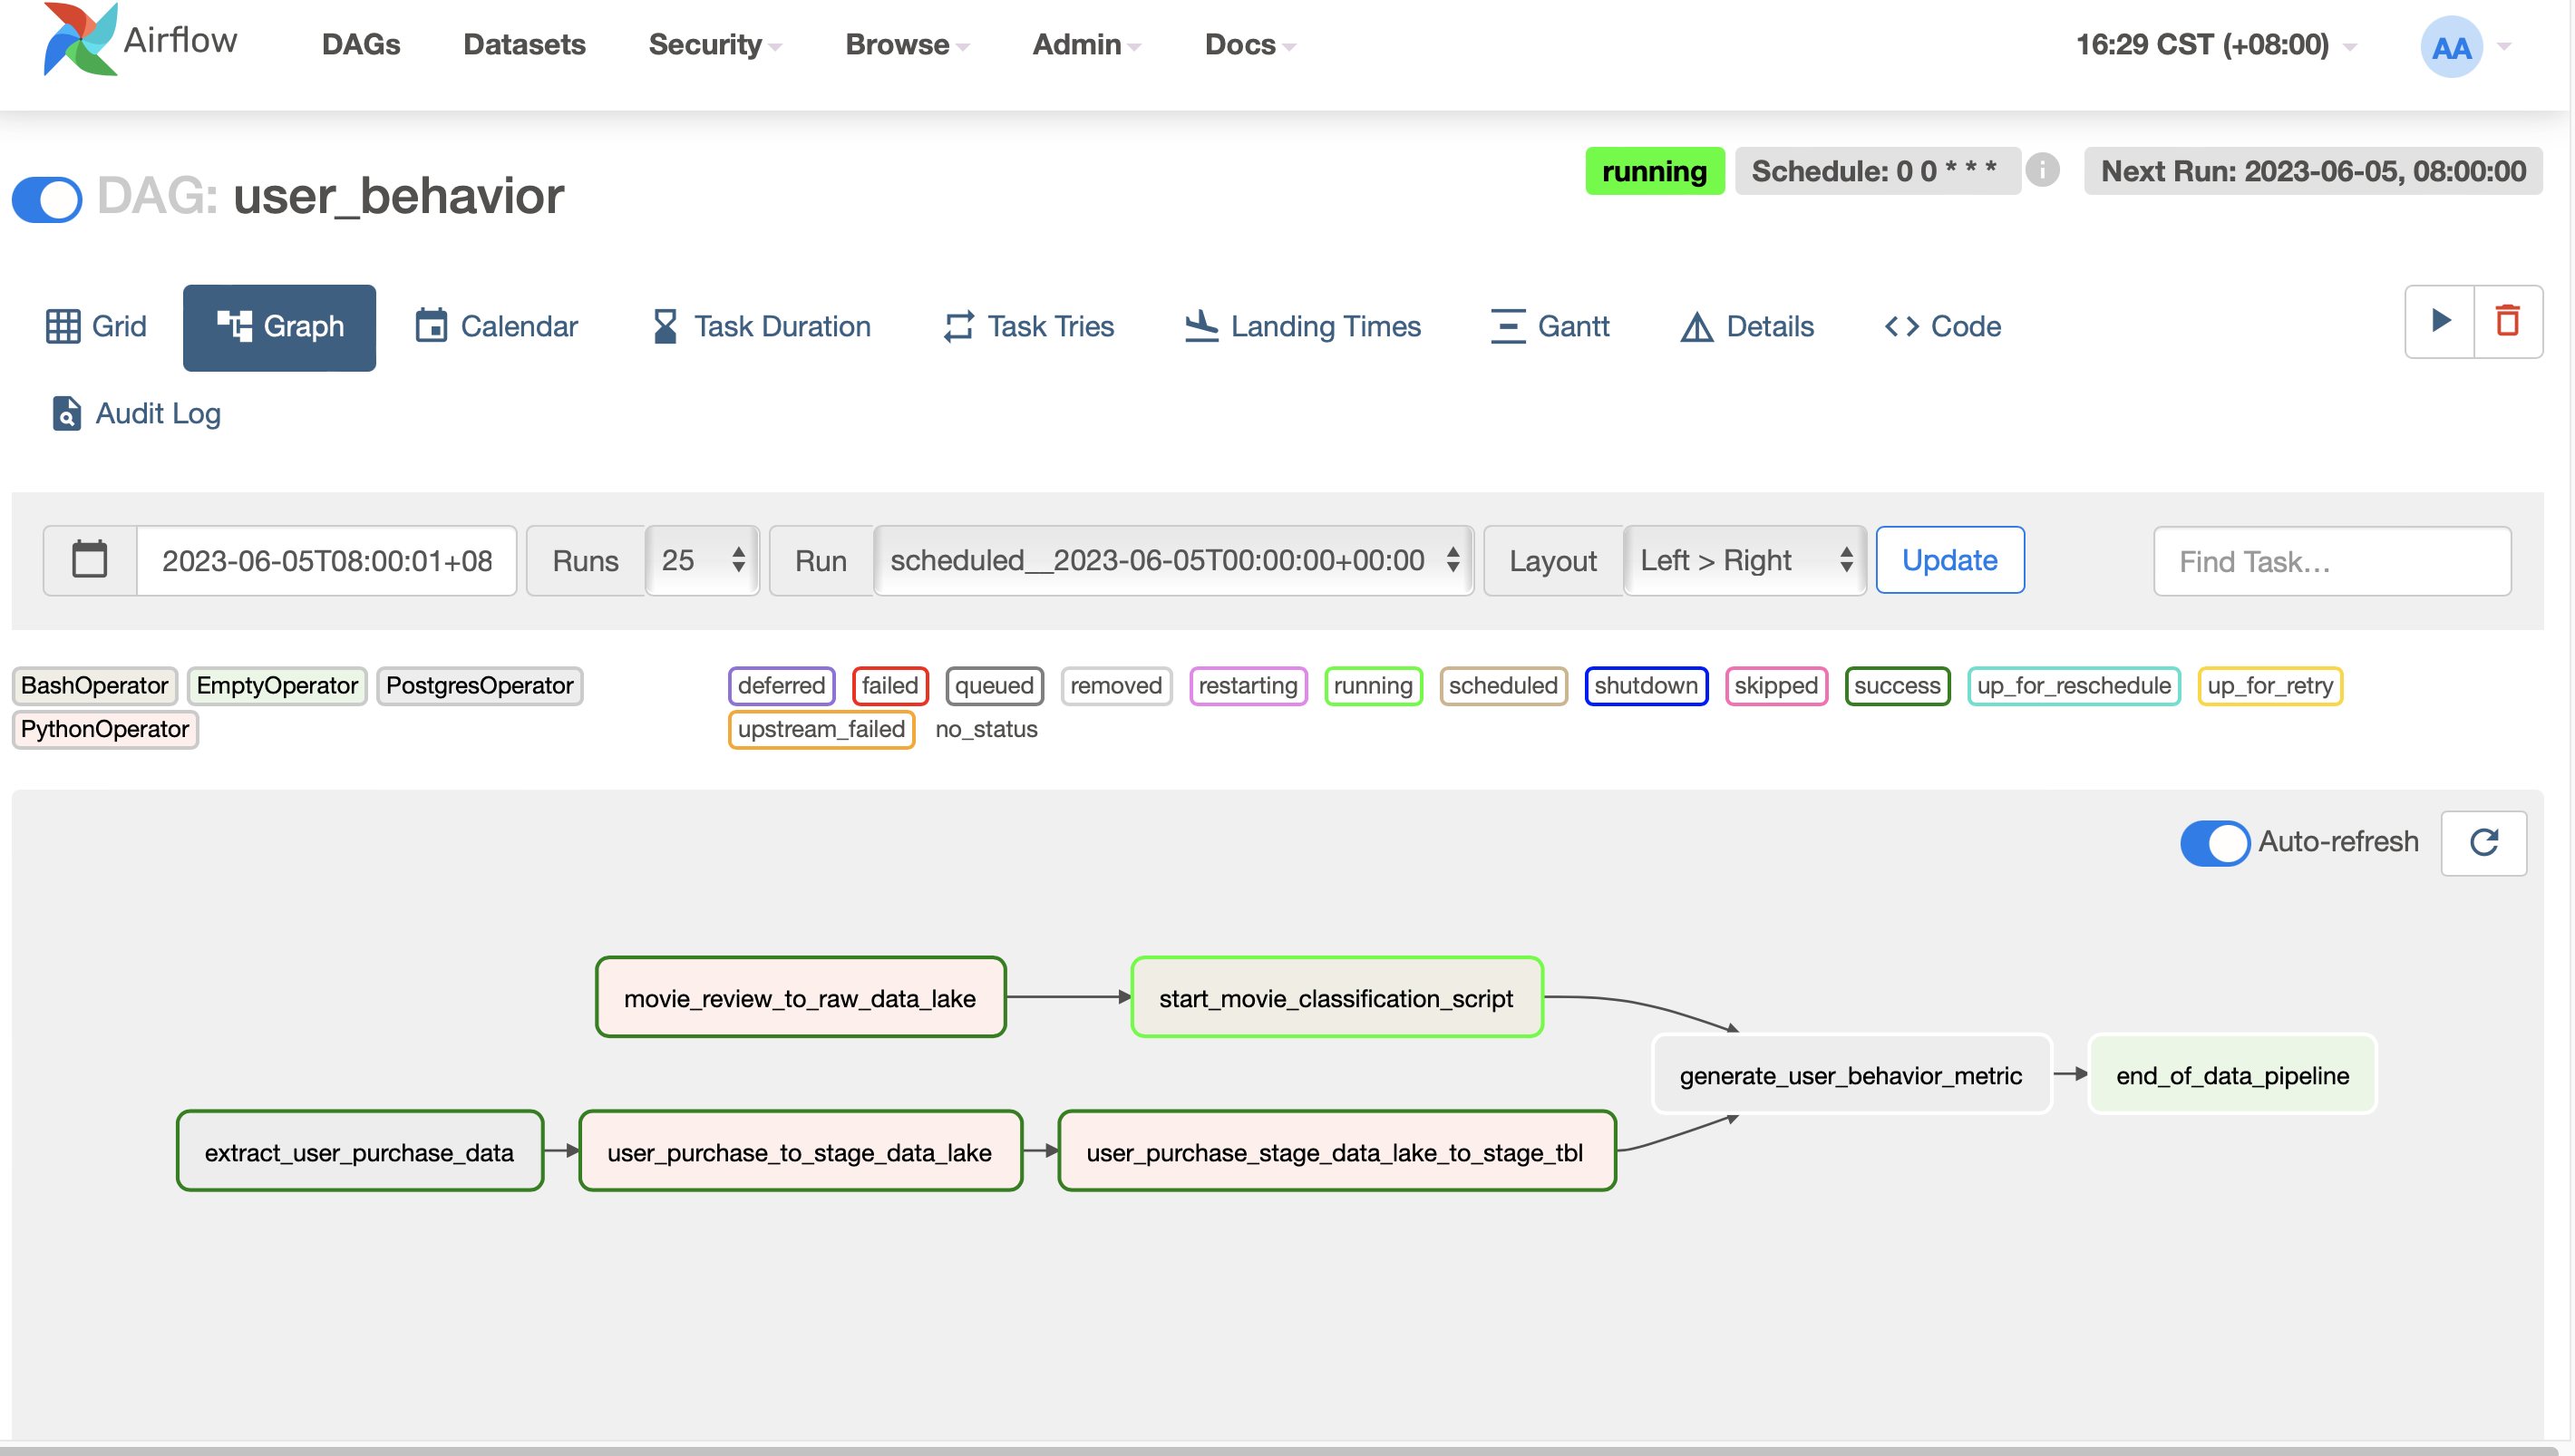 Airflow DAGs Datasets Security Browse Admin Docs 16:29 CST (+08:00) AA
DAG: user_behavior running Schedule: 0 0 * * * i Next Run: 2023-06-05, 08:00:00
Grid Graph Calendar Task Duration Task Tries Landing Times Gantt Details <> Code
Audit Log
2023-06-05T08:00:01+08 Runs 25 Run scheduled__2023-06-05T00:00:00+00:00 Layout Left > Right Update Find Task...
BashOperator EmptyOperator PostgresOperator deferred failed queued removed restarting running scheduled shutdown skipped success up_for_reschedule up_for_retry
PythonOperator upstream_failed no_status
Auto-refresh
movie_review_to_raw_data_lake start_movie_classification_script
generate_user_behavior_metric end_of_data_pipeline
extract_user_purchase_data user_purchase_to_stage_data_lake user_purchase_stage_data_lake_to_stage_tbl